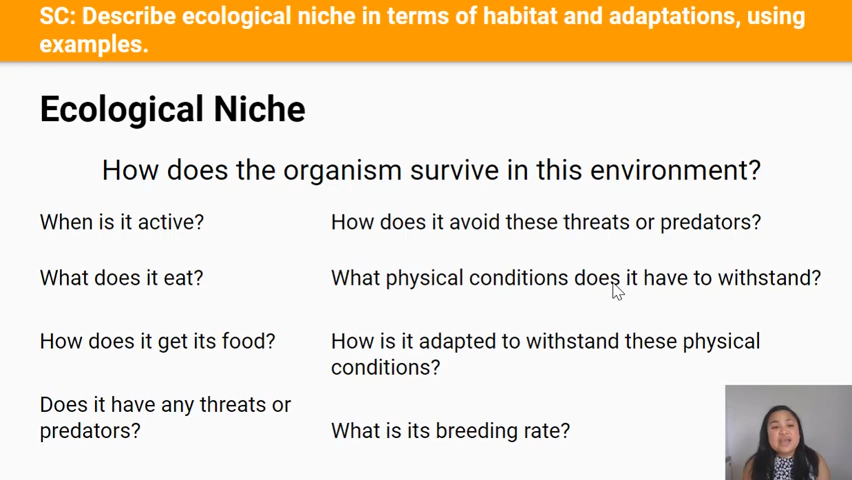 SC: Describe ecological niche in terms of habitat and adaptations, using
examples.
Ecological Niche
How does the organism survive in this environment?
When is it active?
How does it avoid these threats or predators?
What does it eat?
What physical conditions does it have to withstand?
How does it get its food?
How is it adapted to withstand these physical
conditions?
Does it have any threats or
predators?
What is its breeding rate?